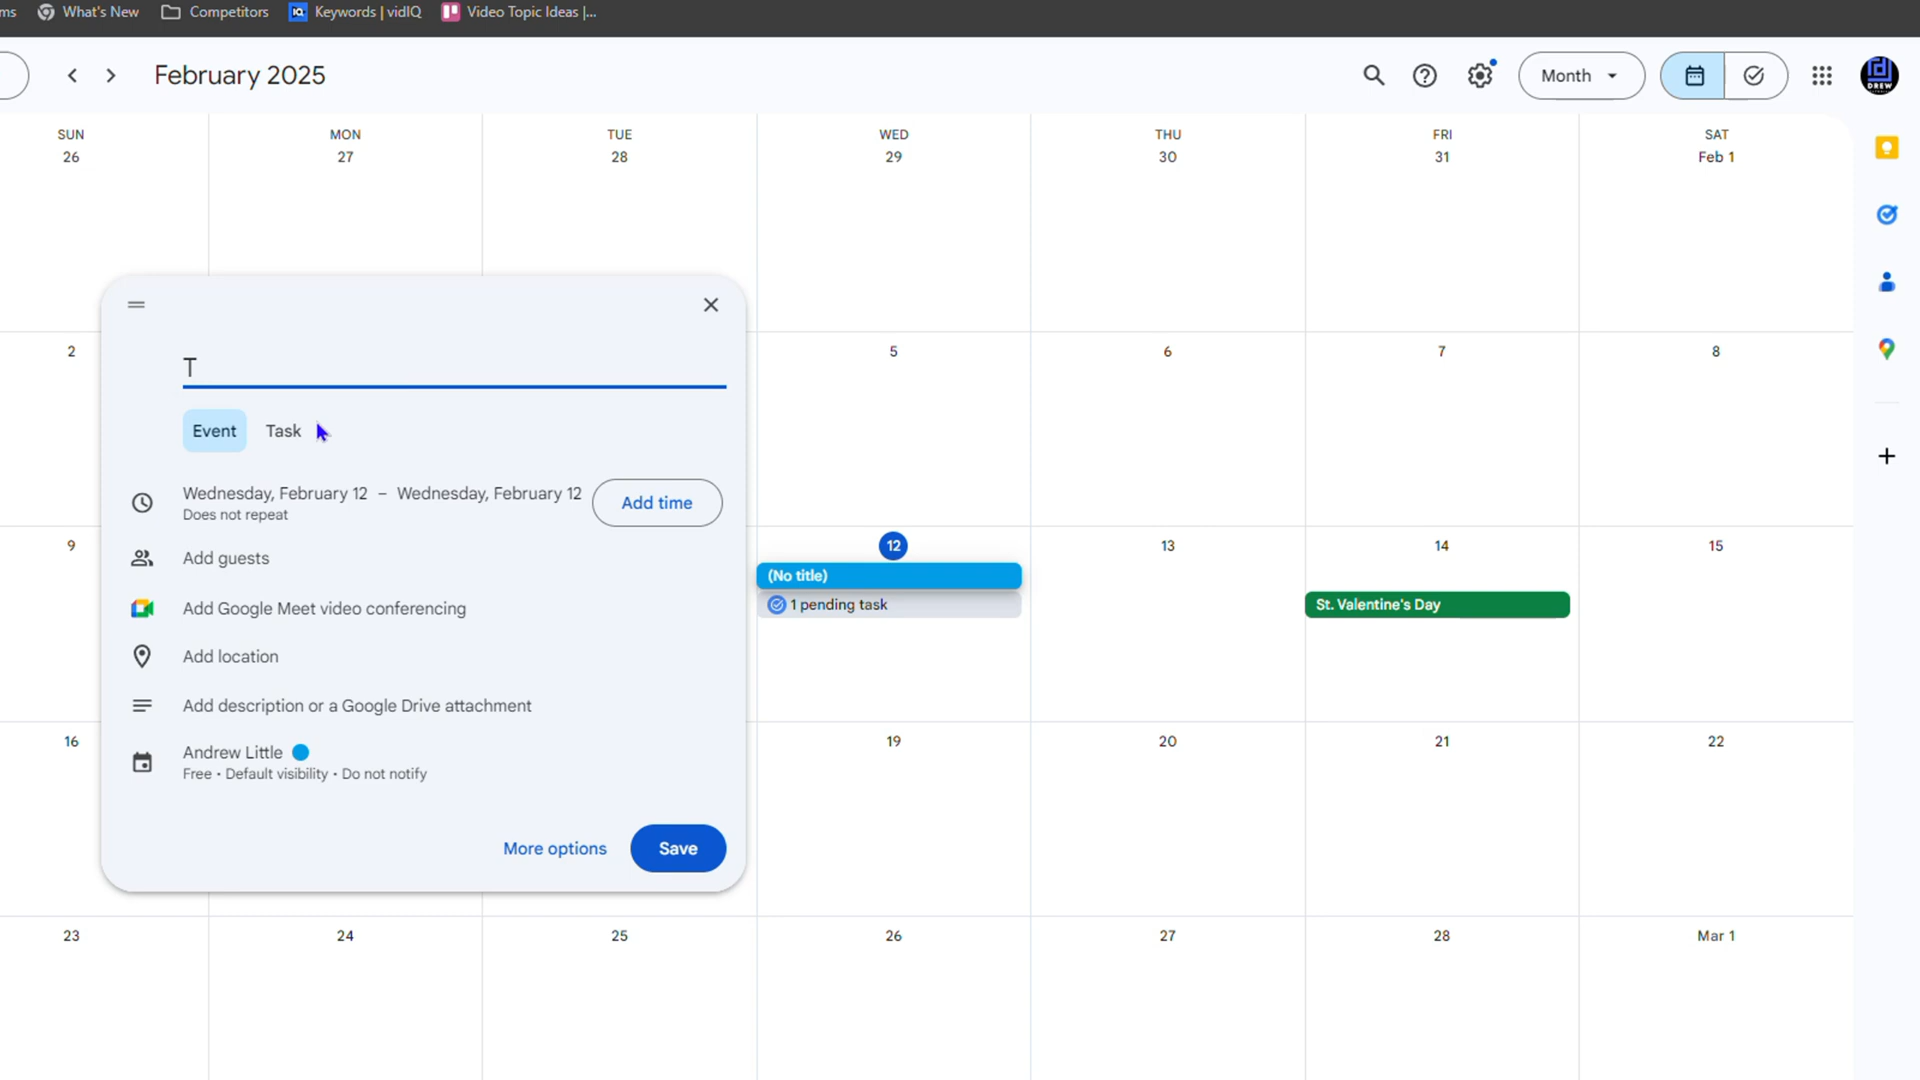 ms What's New Competitors Keywords | vidIQ Video Topic Ideas |...
February 2025
Month
DREW
SUN MON TUE WED THU FRI SAT
26 27 28 29 30 31 Feb 1
2 5 6 7 8
T
Event Task
Wednesday, February 12 – Wednesday, February 12
Add time
Does not repeat
Add guests
Add Google Meet video conferencing
Add location
Add description or a Google Drive attachment
Andrew Little
Free • Default visibility • Do not notify
More options Save
9 12 13 14 15
(No title)
1 pending task St. Valentine's Day
16 19 20 21 22
23 24 25 26 27 28 Mar 1